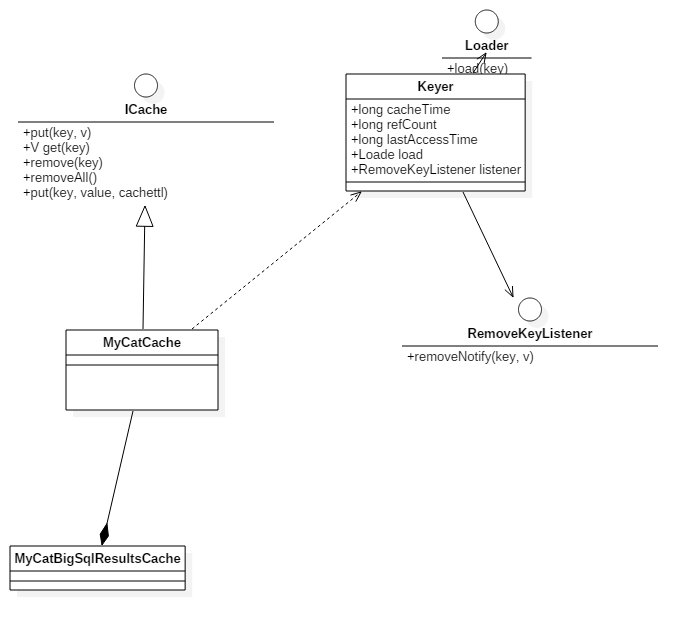 Loader
+load(key)
ICache
+put(key, v)
+V get(key)
+remove(key)
+removeAll()
+put(key, value, cachettl)
Keyer
+long cacheTime
+long refCount
+long lastAccessTime
+Loade load
+RemoveKeyListener listener
RemoveKeyListener
+removeNotify(key, v)
MyCatCache
MyCatBigSqlResultsCache